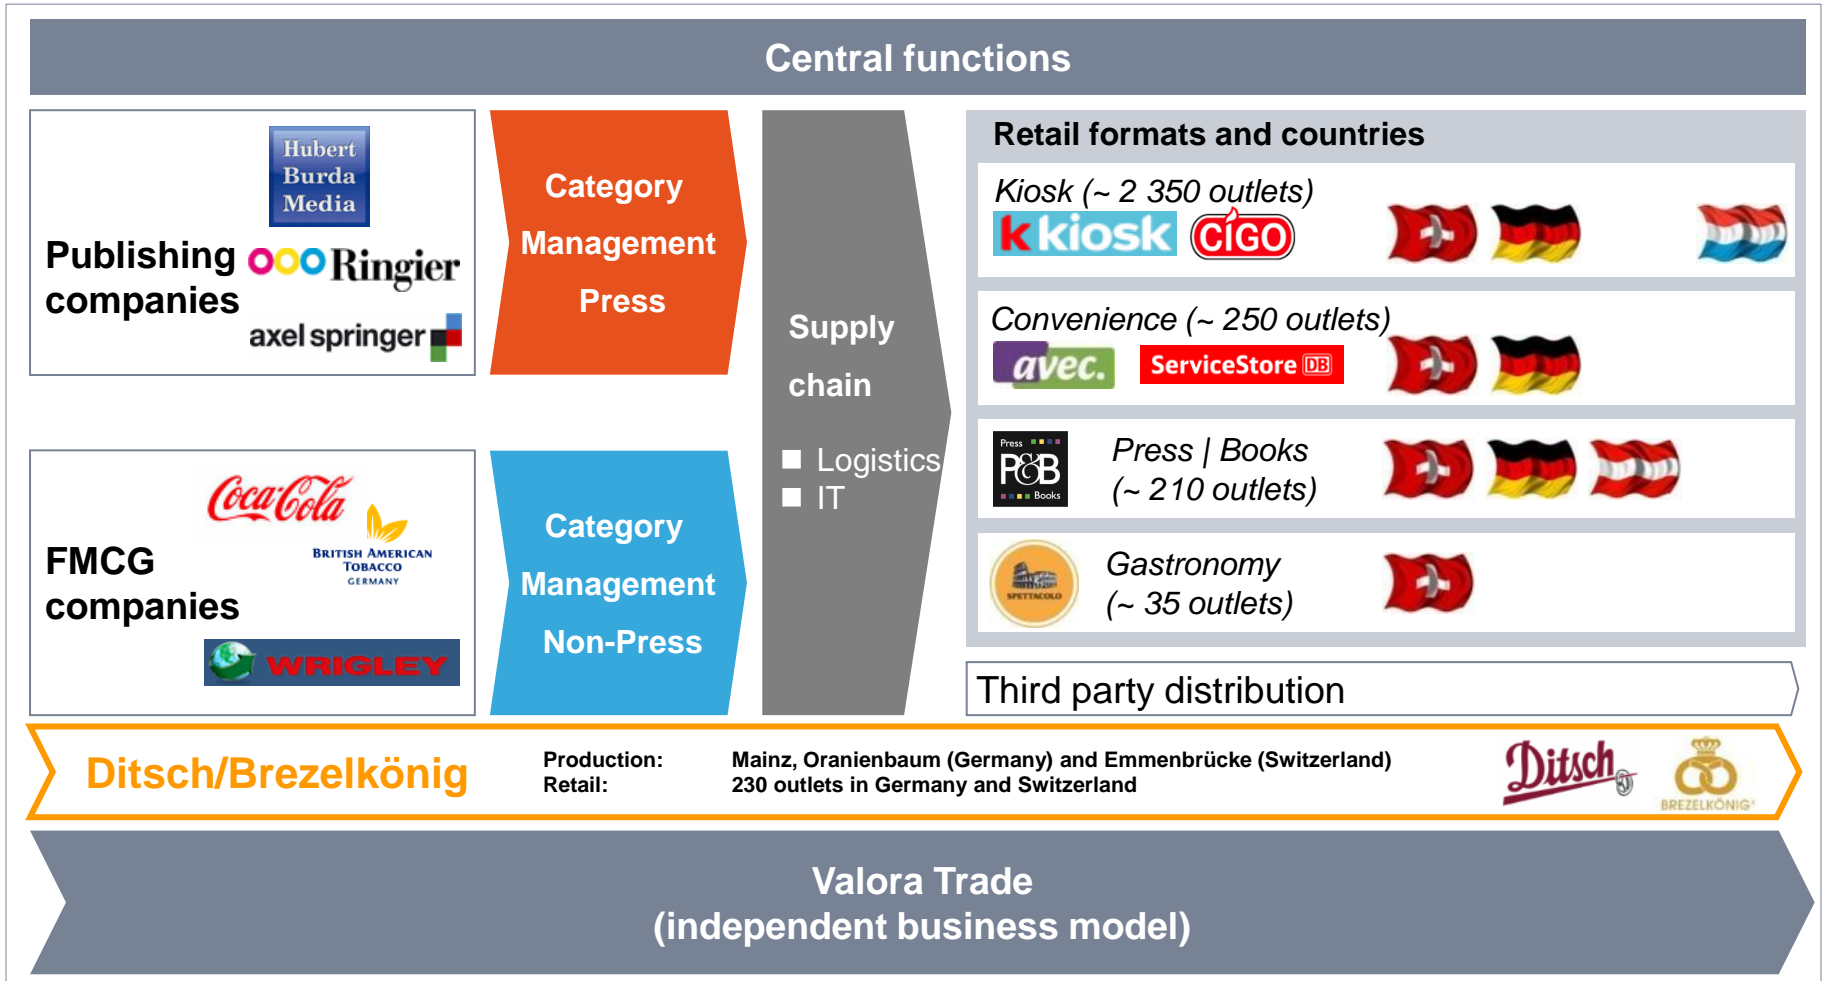 Central functions
Hubert
Burda
Media
Publishing
companies
Ringier
axel springer
Category
Management
Press
Supply
chain
Logistics
IT
Retail formats and countries
Kiosk (~ 2 350 outlets)
k kiosk CIGO
Convenience (~ 250 outlets)
avec. ServiceStore DB
Press
P&B
Books
Press | Books
(~ 210 outlets)
SPETTACOLO
Gastronomy
(~ 35 outlets)
Third party distribution
Coca-Cola
BRITISH AMERICAN
TOBACCO
GERMANY
FMCG
companies
WRIGLEY
Category
Management
Non-Press
Ditsch/Brezelkönig
Production: Mainz, Oranienbaum (Germany) and Emmenbrücke (Switzerland)
Retail: 230 outlets in Germany and Switzerland
Ditsch
BREZELKÖNIG
Valora Trade
(independent business model)